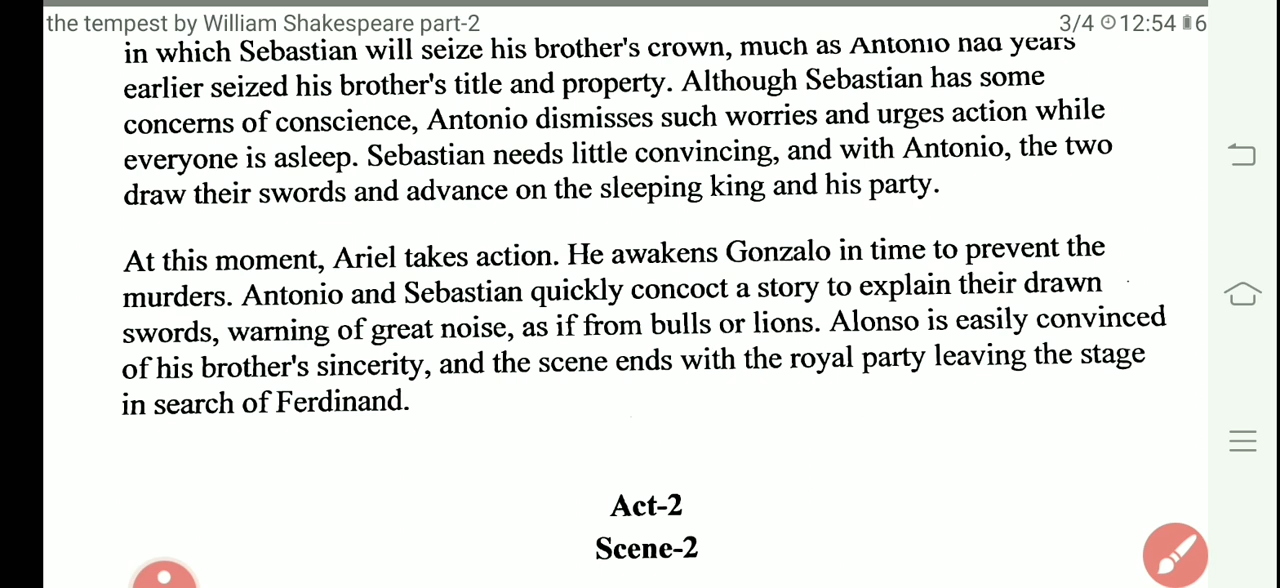 the tempest by William Shakespeare part-2 3/4 12:54 6
in which Sebastian will seize his brother's crown, much as Antonio had years
earlier seized his brother's title and property. Although Sebastian has some
concerns of conscience, Antonio dismisses such worries and urges action while
everyone is asleep. Sebastian needs little convincing, and with Antonio, the two
draw their swords and advance on the sleeping king and his party.
At this moment, Ariel takes action. He awakens Gonzalo in time to prevent the
murders. Antonio and Sebastian quickly concoct a story to explain their drawn
swords, warning of great noise, as if from bulls or lions. Alonso is easily convinced
of his brother's sincerity, and the scene ends with the royal party leaving the stage
in search of Ferdinand.
Act-2
Scene-2